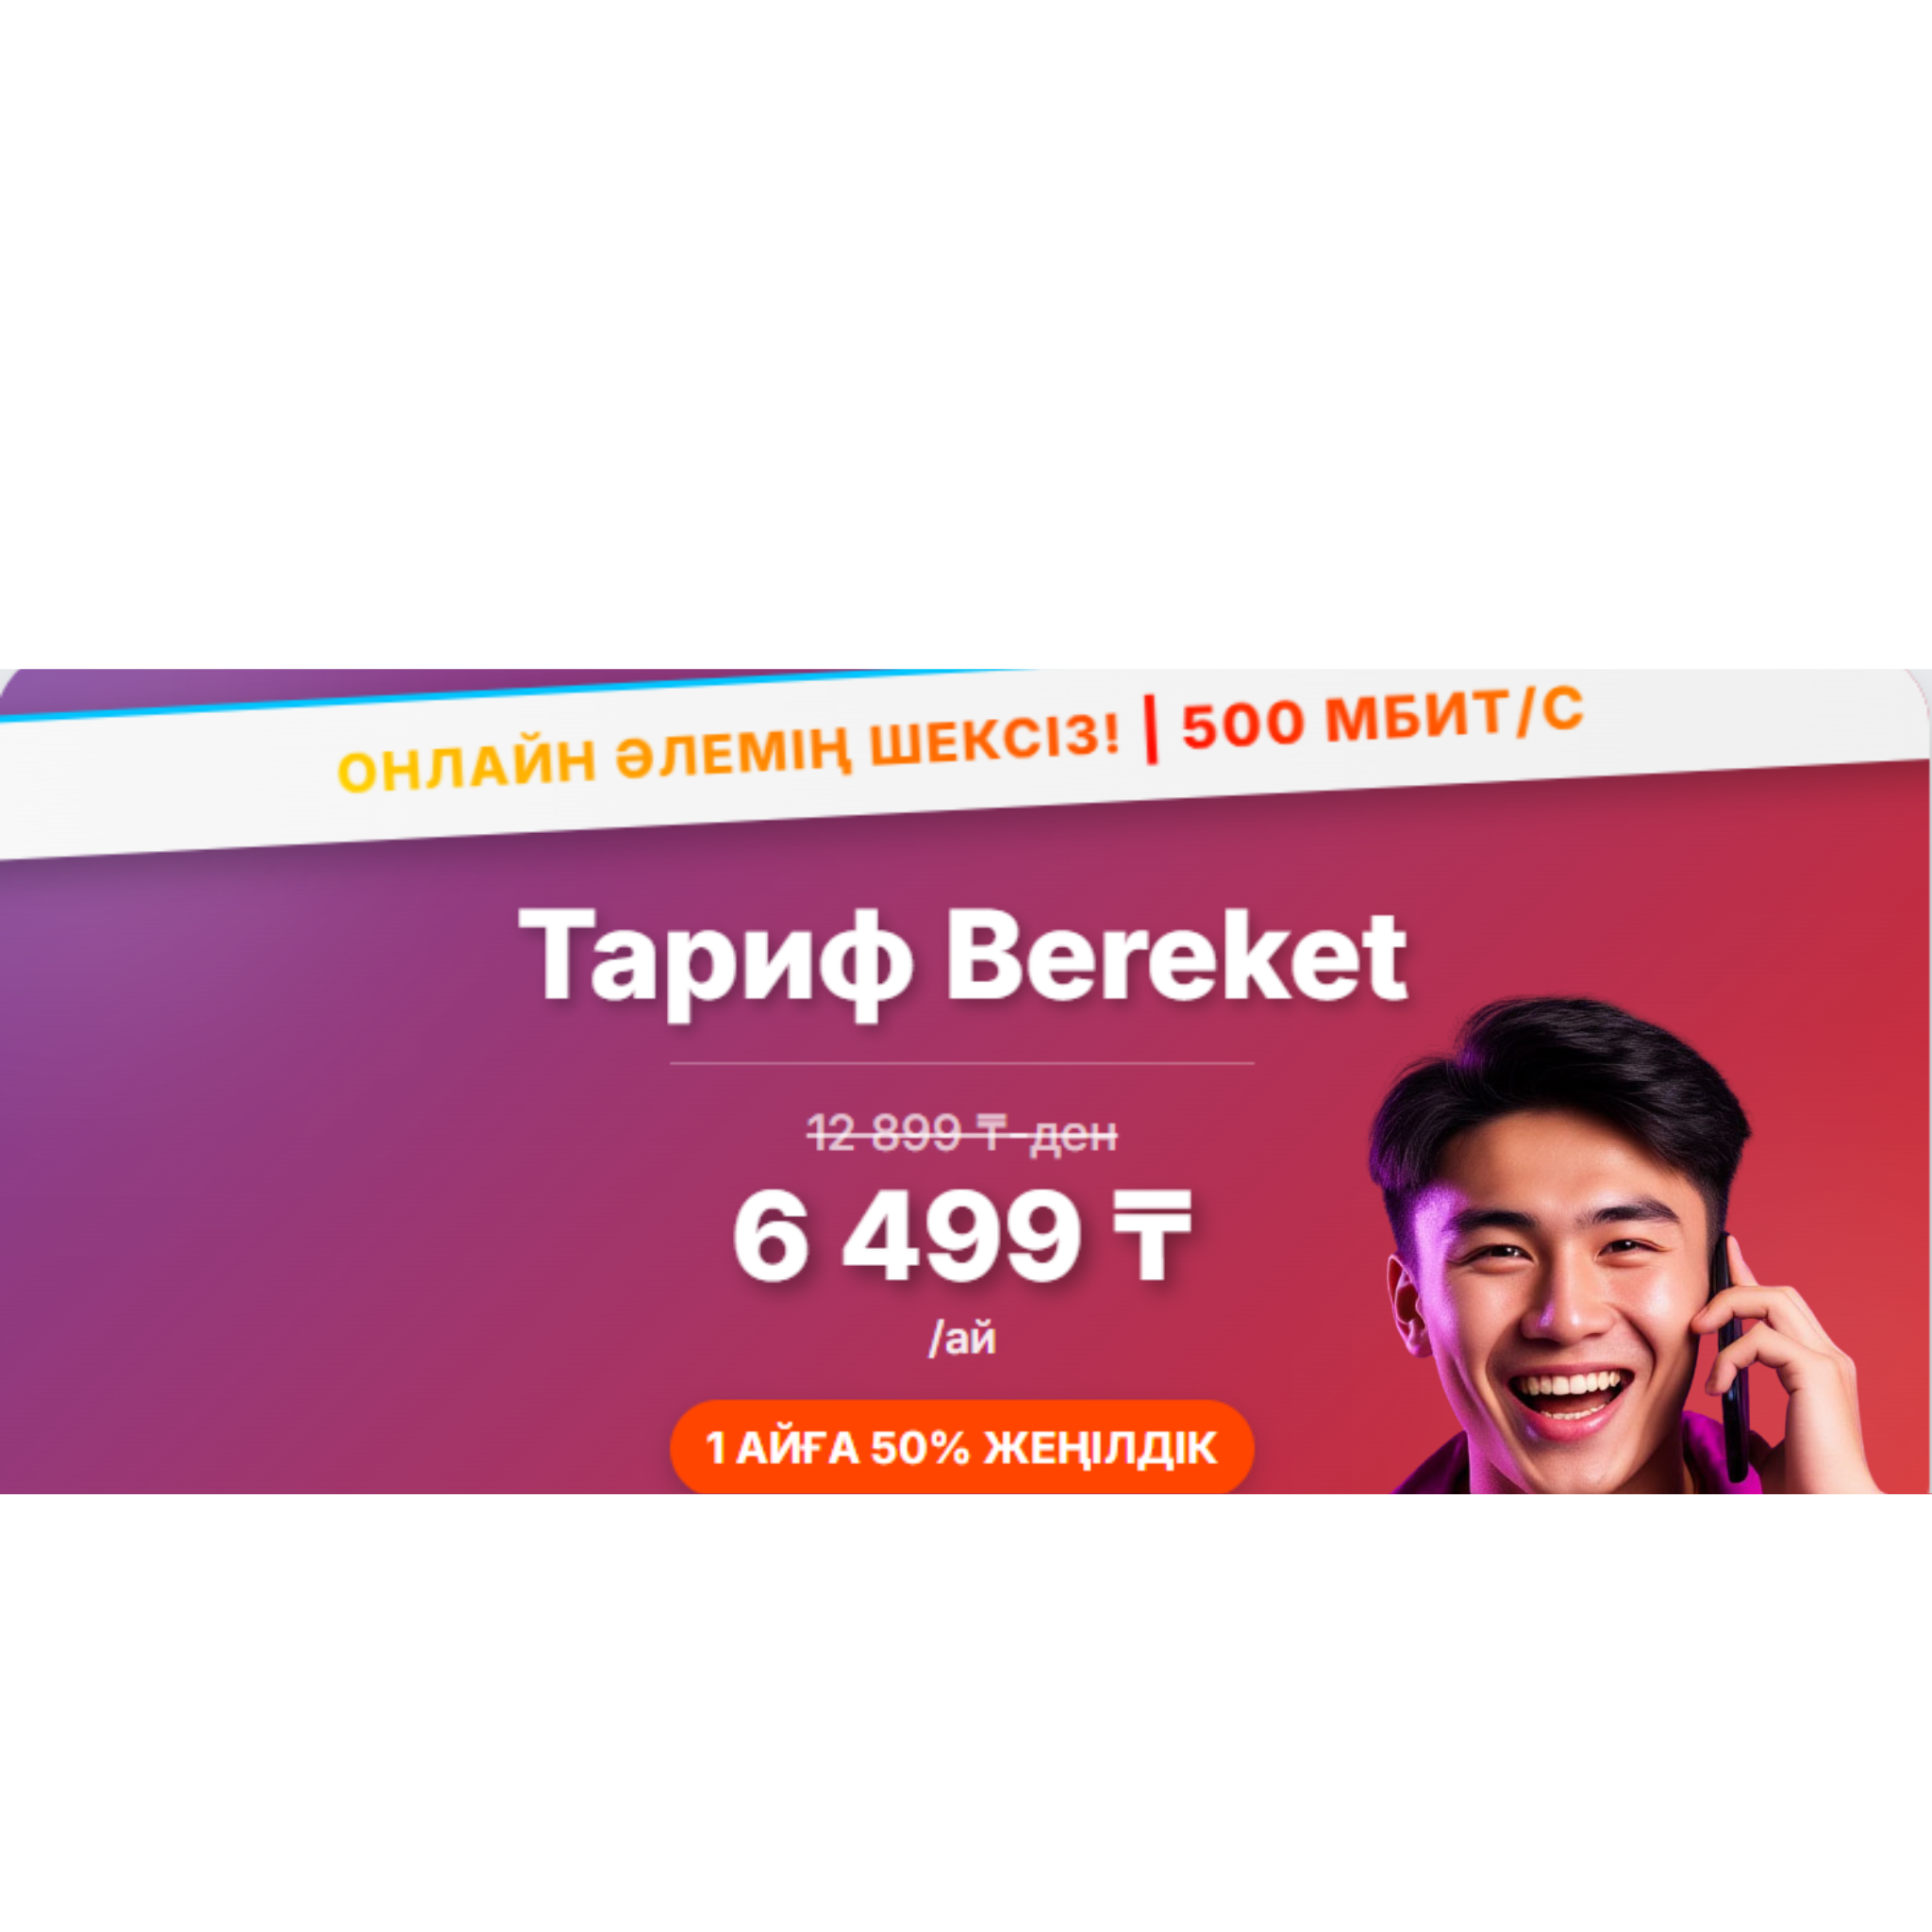 ОНЛАЙН ӘЛЕМІҢ ШЕКСІЗ! | 500 МБИТ/С
Тариф Bereket
12 899 ₸-ден
6 499 ₸
/ай
1 АЙҒА 50% ЖЕҢІЛДІК